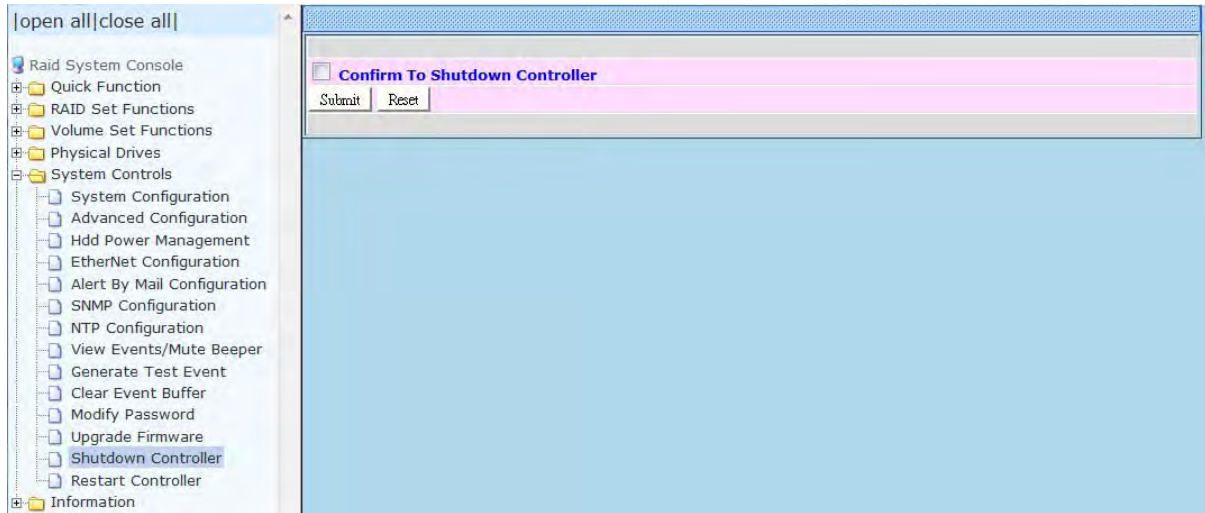 |open all|close all|
Raid System Console
Quick Function
RAID Set Functions
Volume Set Functions
Physical Drives
System Controls
System Configuration
Advanced Configuration
Hdd Power Management
EtherNet Configuration
Alert By Mail Configuration
SNMP Configuration
NTP Configuration
View Events/Mute Beeper
Generate Test Event
Clear Event Buffer
Modify Password
Upgrade Firmware
Shutdown Controller
Restart Controller
Information
Confirm To Shutdown Controller
Submit Reset